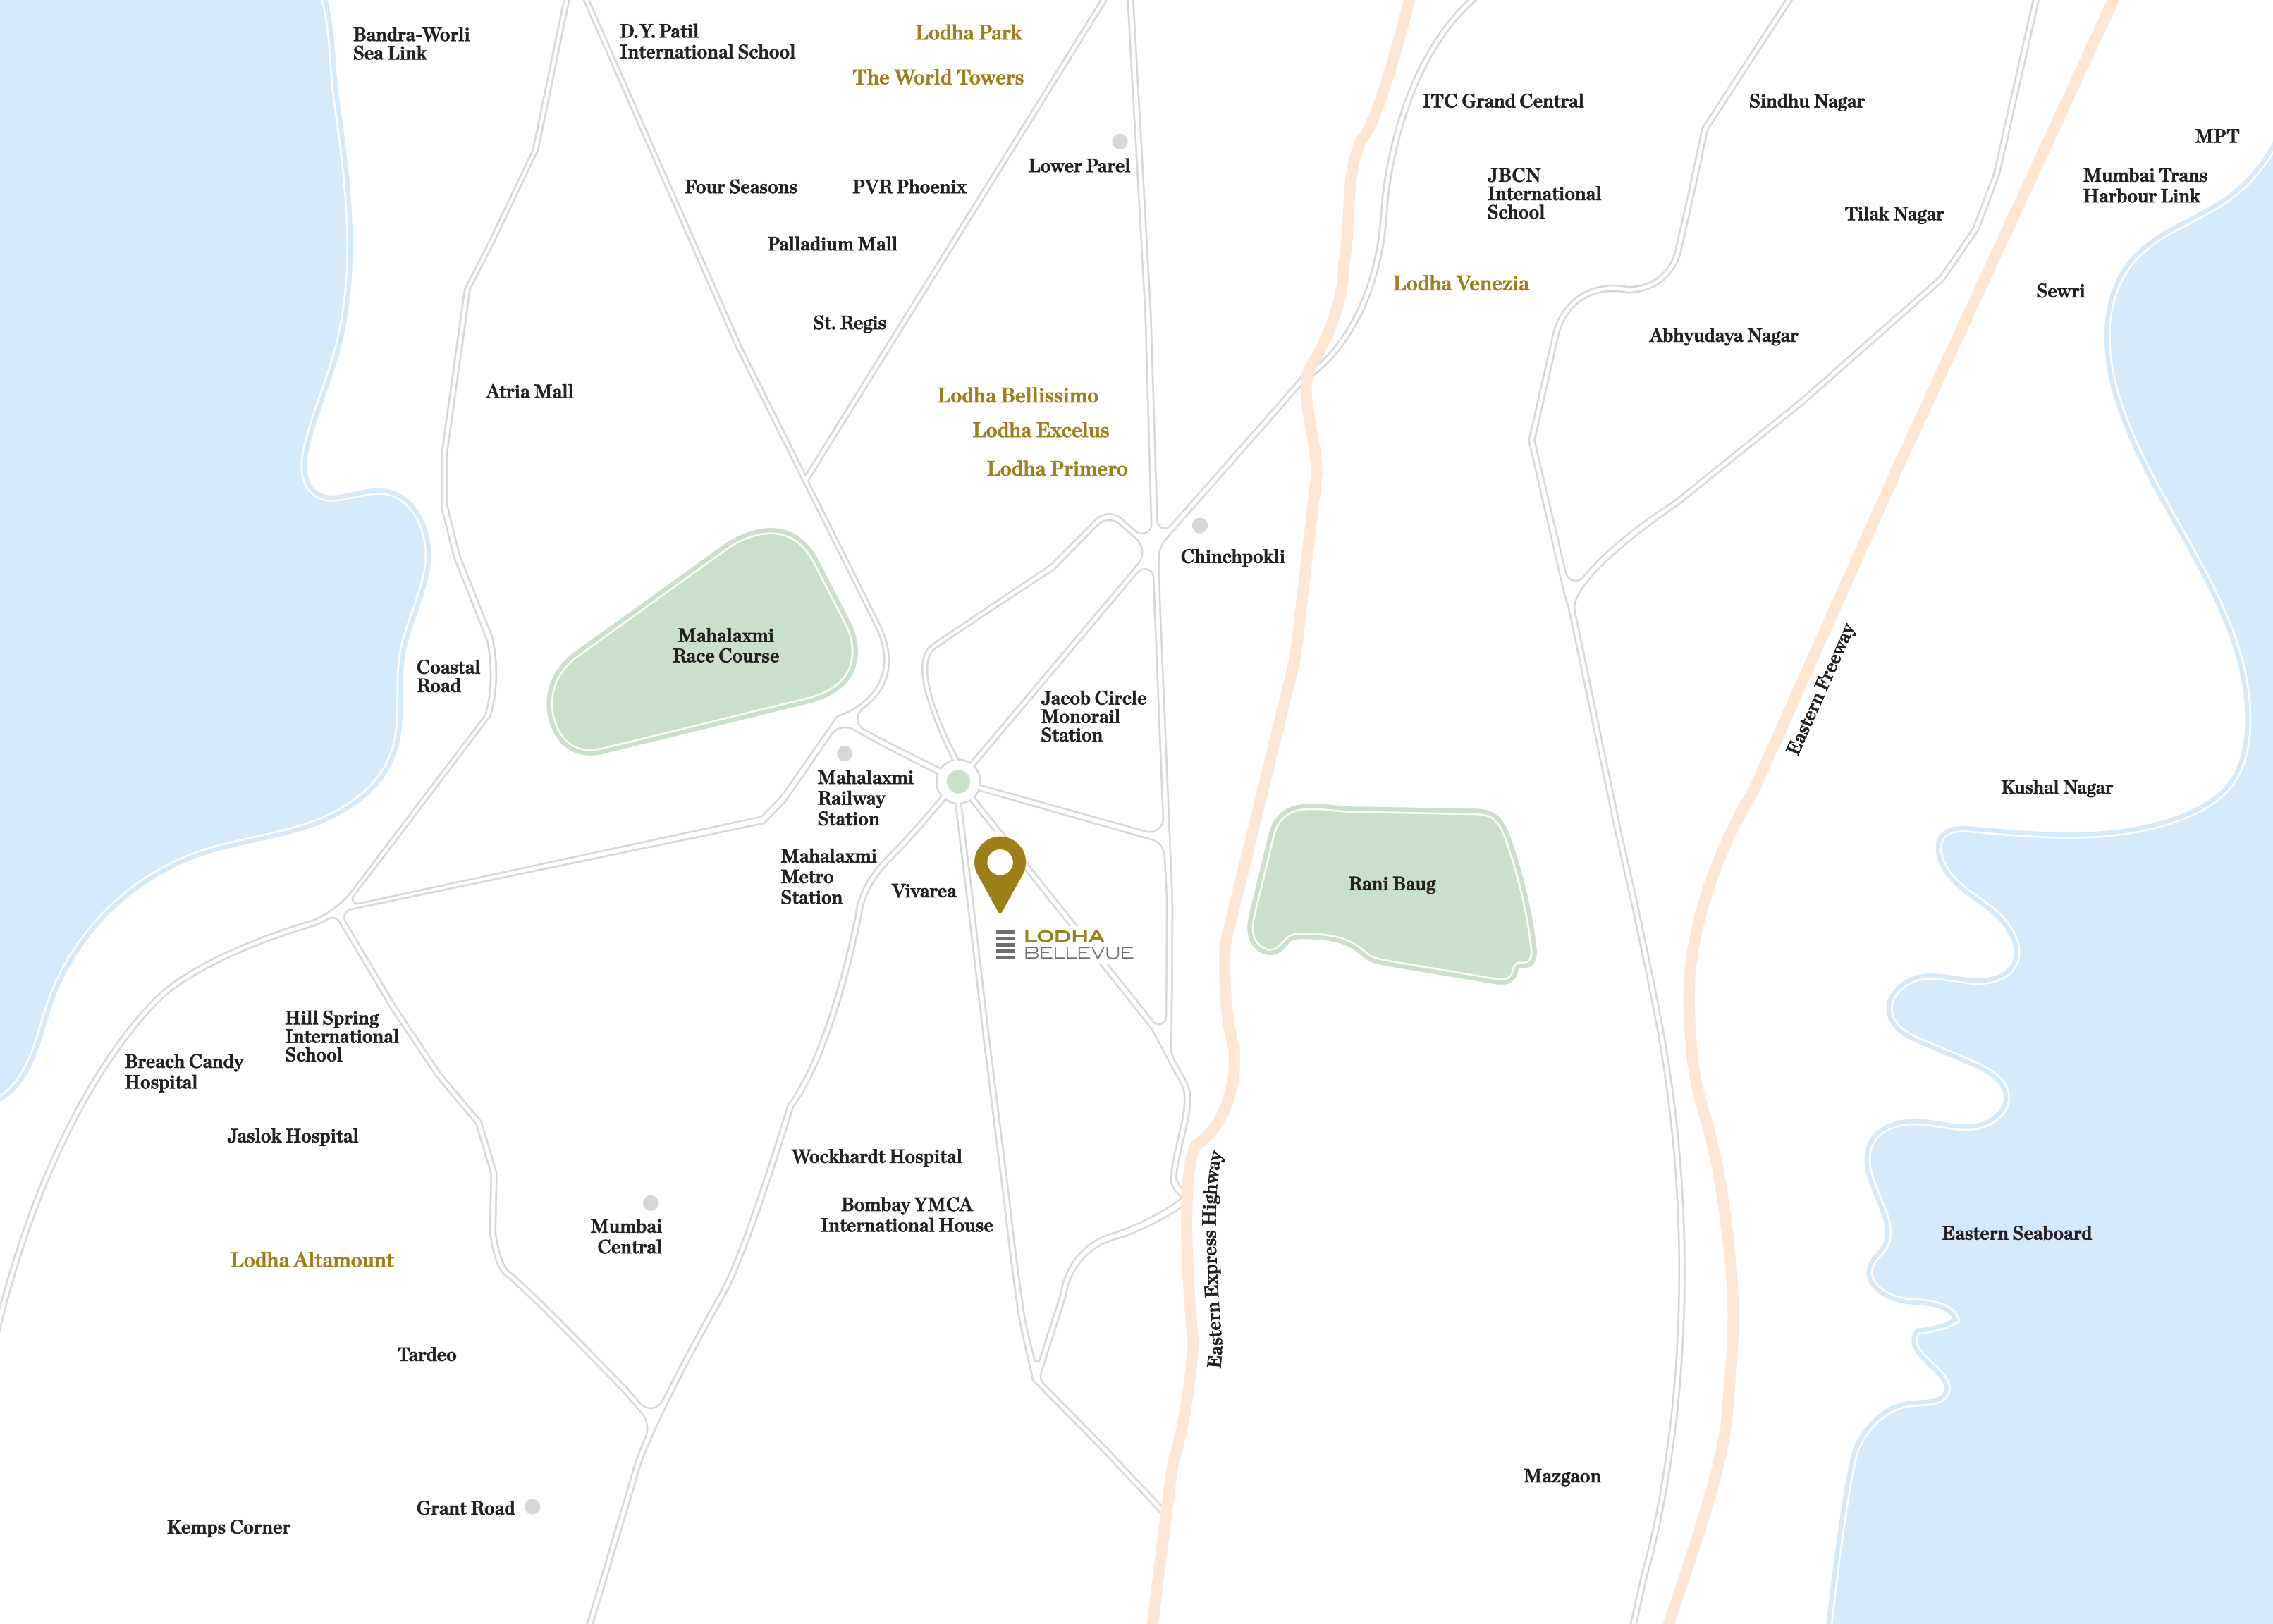 Bandra-Worli
Sea Link
D.Y. Patil
International School
Lodha Park
The World Towers
ITC Grand Central
Sindhu Nagar
MPT
Lower Parel
Four Seasons
PVR Phoenix
JBCN
International
School
Mumbai Trans
Harbour Link
Tilak Nagar
Palladium Mall
Lodha Venezia
Sewri
St. Regis
Abhyudaya Nagar
Atria Mall
Lodha Bellissimo
Lodha Excelus
Lodha Primero
Chinchpokli
Mahalaxmi
Race Course
Coastal
Road
Jacob Circle
Monorail
Station
Eastern Freeway
Mahalaxmi
Railway
Station
Kushal Nagar
Mahalaxmi
Metro
Station
Vivarea
Rani Baug
LODHA
BELLEVUE
Hill Spring
International
School
Breach Candy
Hospital
Jaslok Hospital
Wockhardt Hospital
Bombay YMCA
International House
Mumbai
Central
Eastern Express Highway
Eastern Seaboard
Lodha Altamount
Tardeo
Mazgaon
Grant Road
Kemps Corner